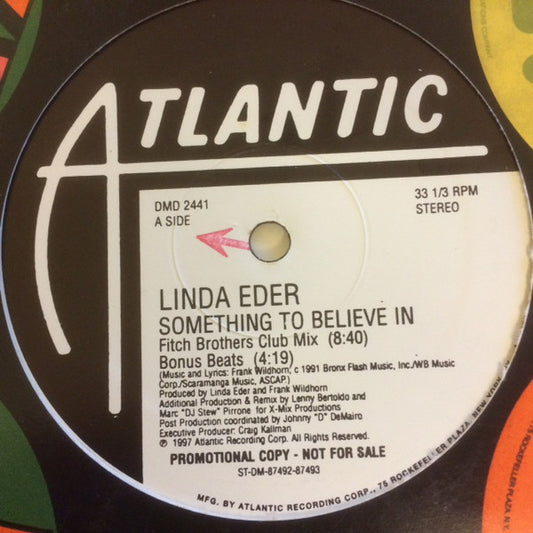 ATLANTIC
DMD 2441
A SIDE
33 1/3 RPM
STEREO
LINDA EDER
SOMETHING TO BELIEVE IN
Fitch Brothers Club Mix (8:40)
Bonus Beats (4:19)
(Music and Lyrics: Frank Wildhorn, c 1991 Bronx Flash Music, Inc./WB Music
Corp./Scaramanga Music, ASCAP.)
Produced by Linda Eder and Frank Wildhorn
Additional Production & Remix by Lenny Bertoldo and
Marc "DJ Stew" Pirrone for X-Mix Productions
Post Production coordinated by Johnny "D" DeMairo
Executive Producer: Craig Kallman
℗ 1997 Atlantic Recording Corp. All Rights Reserved.
PROMOTIONAL COPY - NOT FOR SALE
ST-DM-87492-87493
MFG. BY ATLANTIC RECORDING CORP., 75 ROCKEFELLER PLAZA, NEW